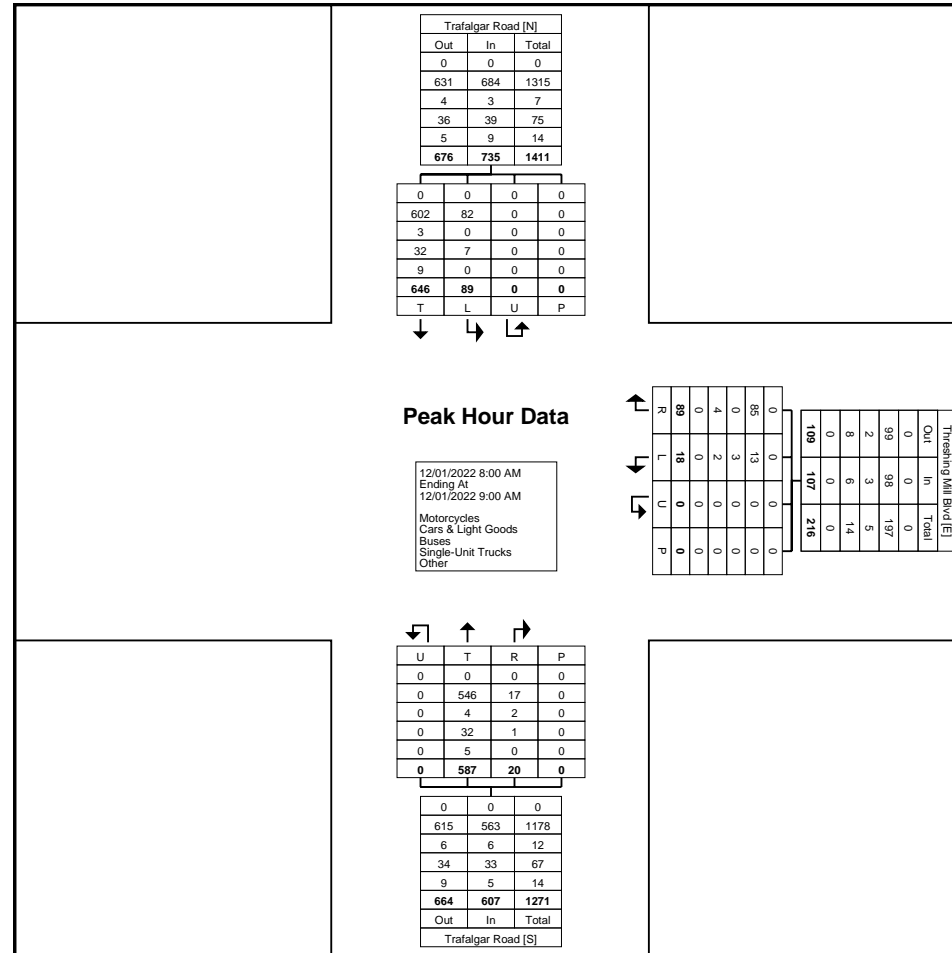 Trafalgar Road [N]
Out In Total
0 0 0
631 684 1315
4 3 7
36 39 75
5 9 14
676 735 1411
0 0 0 0
602 82 0 0
3 0 0 0
32 7 0 0
9 0 0 0
646 89 0 0
T L U P
Peak Hour Data
12/01/2022 8:00 AM
Ending At
12/01/2022 9:00 AM
Motorcycles
Cars & Light Goods
Buses
Single-Unit Trucks
Other
Threshing Mill Blvd [E]
Out In Total
0 0 0
99 98 197
2 3 5
8 6 14
0 0 0
109 107 216
0 0 0 0
85 13 0 0
0 3 0 0
4 2 0 0
0 0 0 0
89 18 0 0
R L U P
U T R P
0 0 0 0
0 546 17 0
0 4 2 0
0 32 1 0
0 5 0 0
0 587 20 0
0 0 0
615 563 1178
6 6 12
34 33 67
9 5 14
664 607 1271
Out In Total
Trafalgar Road [S]